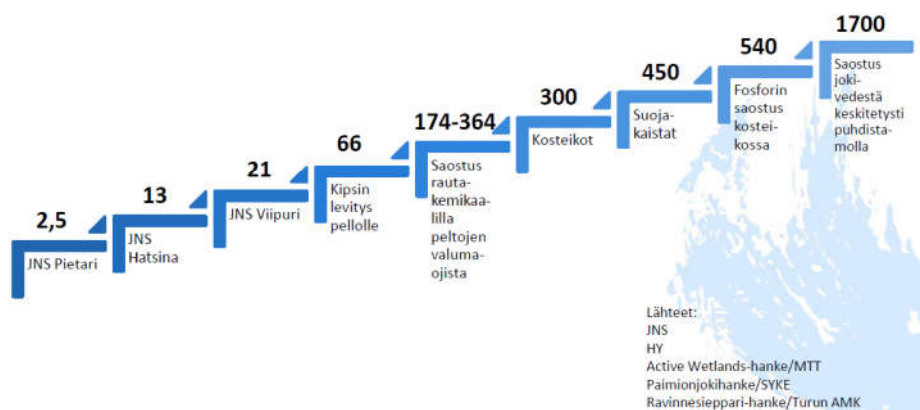 2,5
JNS Pietari
13
JNS
Hatsina
21
JNS Viipuri
66
Kipsin
levitys
pellolle
174-364
Saostus
rauta-
kemikaa-
lilla
peltojen
valuma-
ojista
300
Kosteikot
450
Suoja-
kaistat
540
Fosforin
saostus
kostei-
kossa
1700
Saostus
joki-
vedestä
keskitetysti
puhdista-
molla
Lähteet:
JNS
HY
Active Wetlands-hanke/MTT
Paimionjokihanke/SYKE
Ravinnesieppari-hanke/Turun AMK